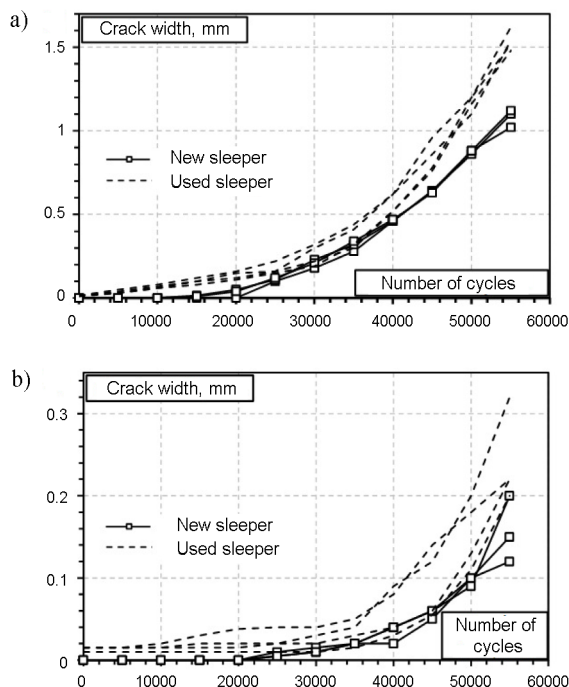 a)
Crack width, mm
1.5
1
0.5
0
New sleeper
Used sleeper
Number of cycles
0 10000 20000 30000 40000 50000 60000
b)
Crack width, mm
0.3
0.2
0.1
0
New sleeper
Used sleeper
Number of
cycles
0 10000 20000 30000 40000 50000 60000